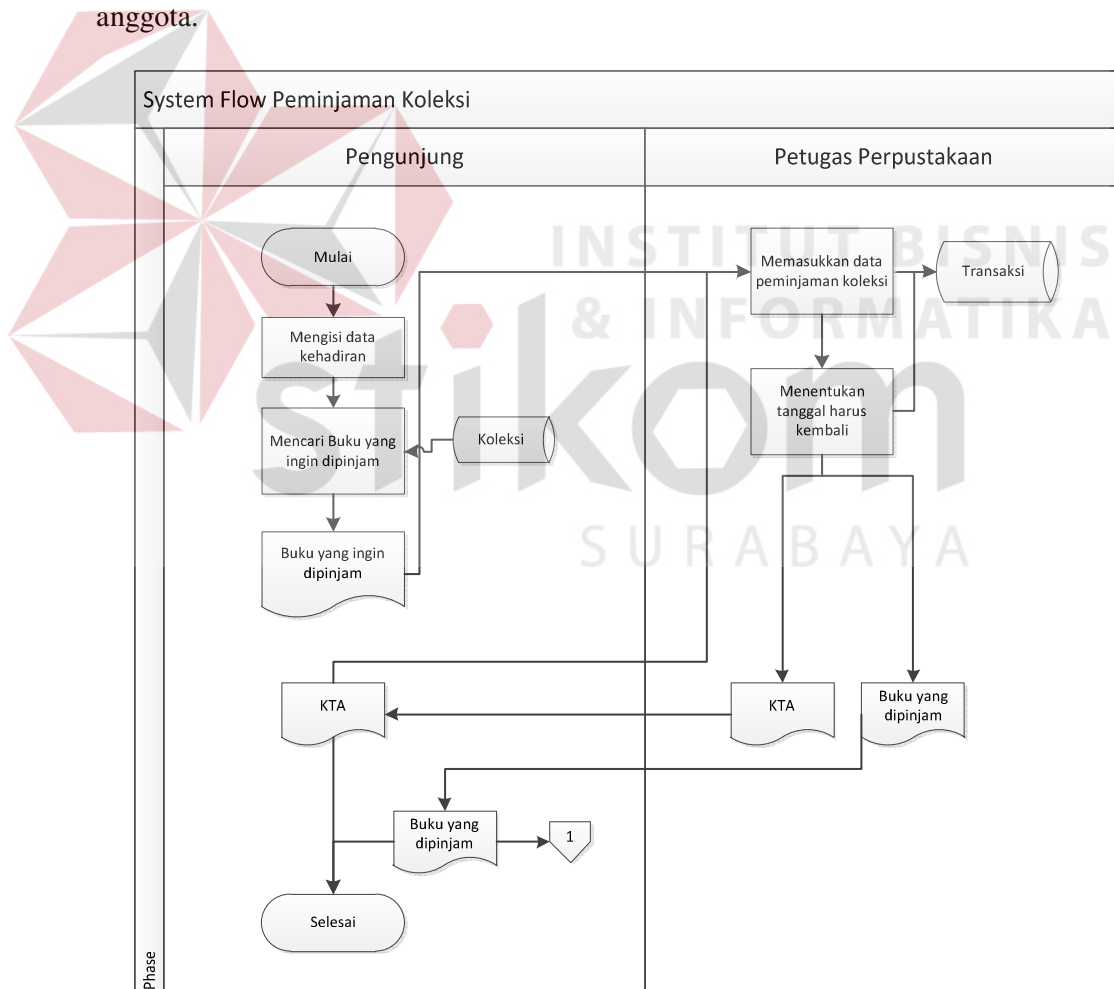 anggota.
System Flow Peminjaman Koleksi
Pengunjung
Petugas Perpustakaan
INSTITUT BISNIS
& INFORMATIKA
stikom
SURABAYA
Mulai
Mengisi data
kehadiran
Mencari Buku yang
ingin dipinjam
Koleksi
Buku yang ingin
dipinjam
Memasukkan data
peminjaman koleksi
Transaksi
Menentukan
tanggal harus
kembali
KTA
KTA
Buku yang
dipinjam
Buku yang
dipinjam
1
Selesai
Phase